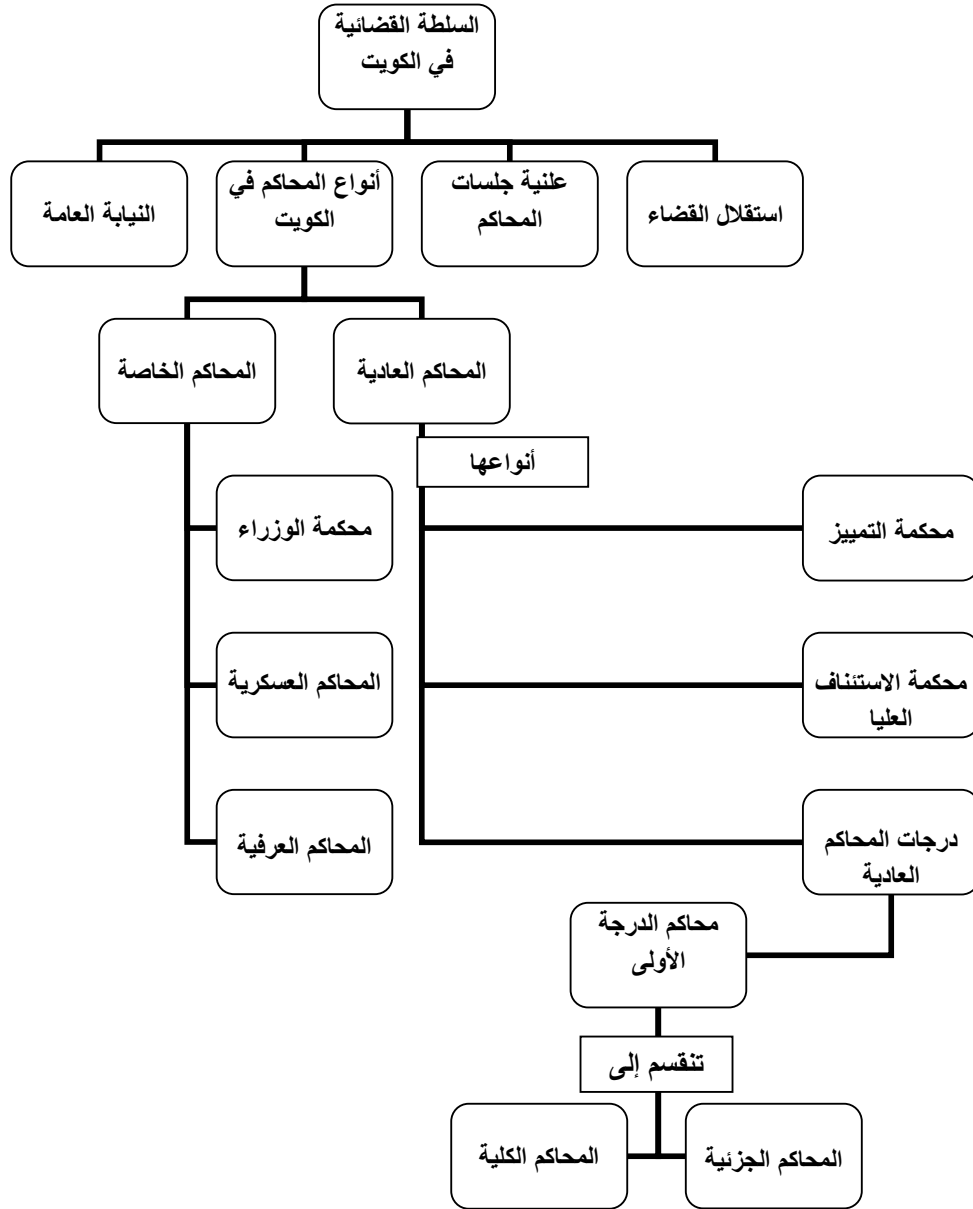 السلطة القضائية
في الكويت
استقلال القضاء
علنية جلسات
المحاكم
أنواع المحاكم في
الكويت
النيابة العامة
المحاكم العادية
المحاكم الخاصة
أنواعها
محكمة التمييز
محكمة الوزراء
محكمة الاستئناف
العليا
المحاكم العسكرية
درجات المحاكم
العادية
المحاكم العرفية
محاكم الدرجة
الأولى
تنقسم إلى
المحاكم الجزئية
المحاكم الكلية